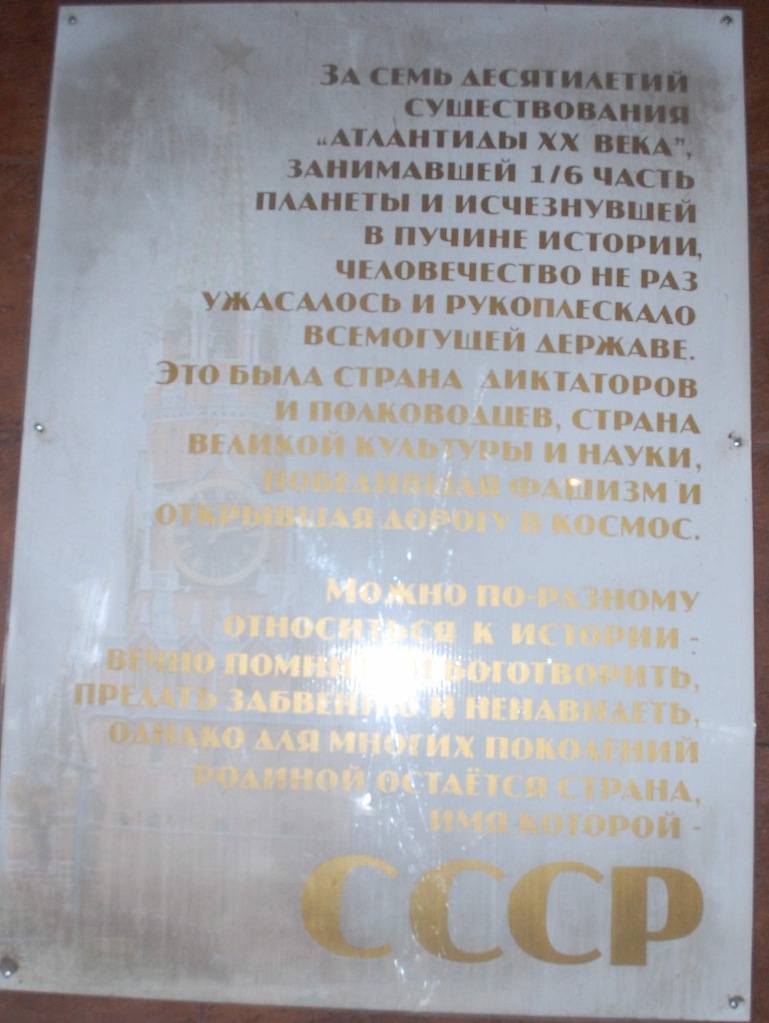 За семь десятилетий
существования
„Атлантиды XX века",
занимавшей 1/6 часть
планеты и исчезнувшей
в пучине истории,
человечество не раз
ужасалось и рукоплескало
всемогущей державе.
Это была страна диктаторов
и полководцев, страна
великой культуры и науки,
победившая фашизм и
открывшая дорогу в космос.
Можно по-разному
относиться к истории -
вечно помнить и боготворить,
предать забвению и ненавидеть,
однако для многих поколений
родиной остаётся страна,
имя которой -
СССР